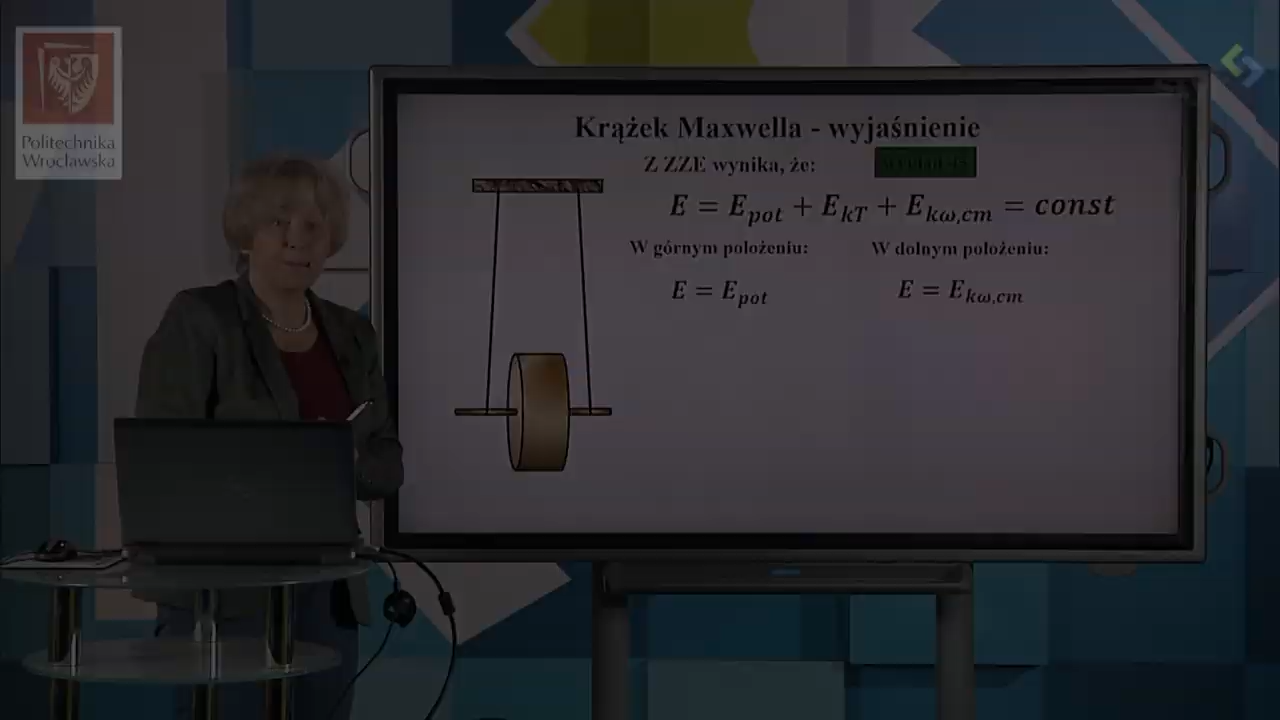 Politechnika
Wrocławska
Krążek Maxwella - wyjaśnienie
Z ZZE wynika, że:
E = E_pot + E_kT + E_kω,cm = const
W górnym położeniu: W dolnym położeniu:
E = E_pot E = E_kω,cm